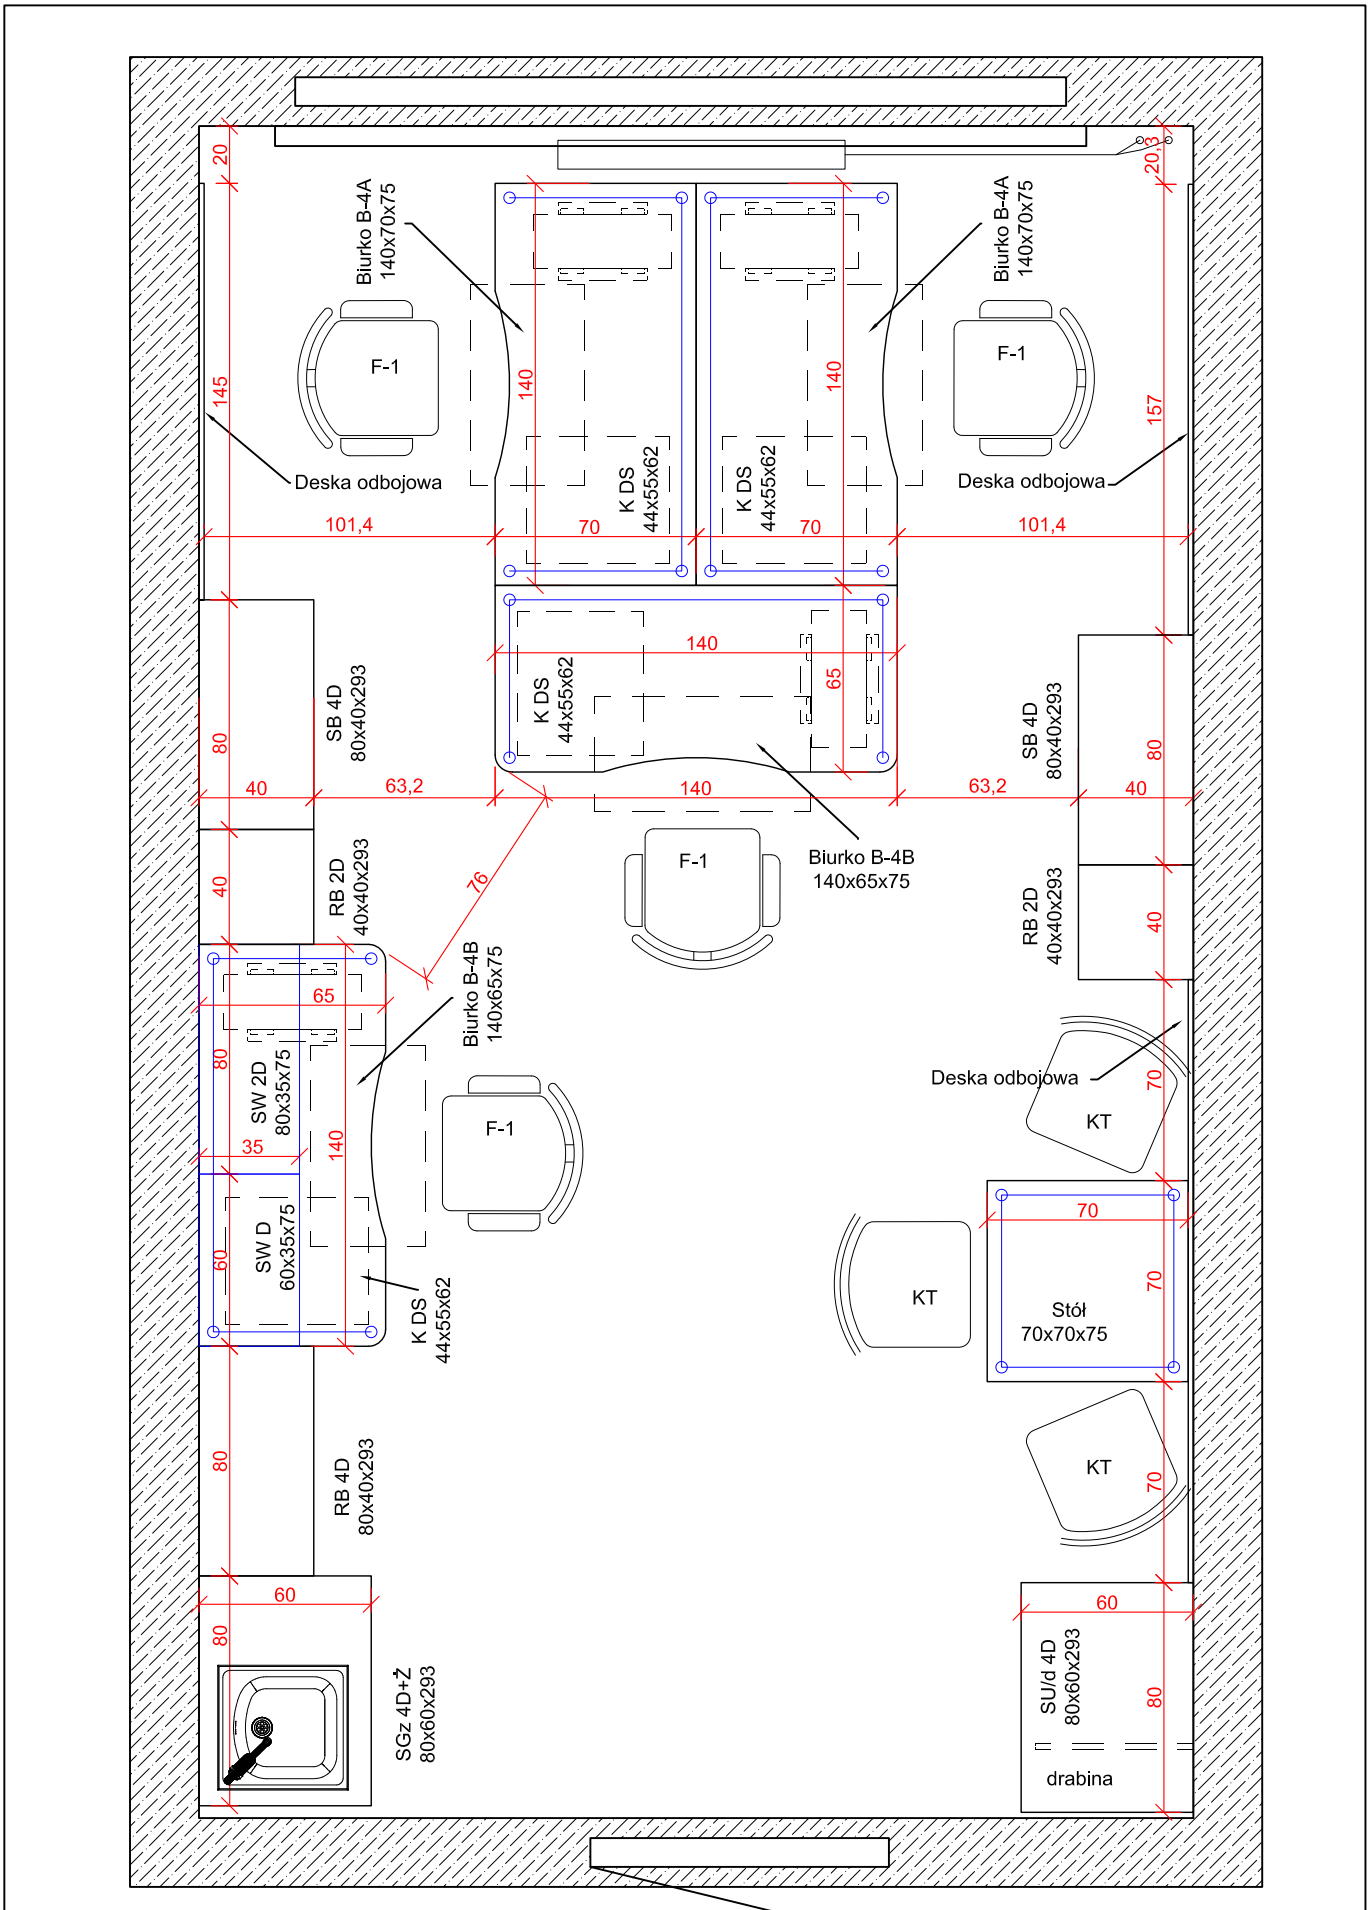 20
20,3
Biurko B-4A
140x70x75
Biurko B-4A
140x70x75
F-1
F-1
145
140
140
157
Deska odbojowa
K DS
44x55x62
K DS
44x55x62
Deska odbojowa
101,4
70
70
101,4
SB 4D
80x40x293
80
K DS
44x55x62
140
65
SB 4D
80x40x293
80
40
63,2
140
63,2
40
RB 2D
40x40x293
40
76
F-1
Biurko B-4B
140x65x75
RB 2D
40x40x293
40
65
Biurko B-4B
140x65x75
80
SW 2D
80x35x75
35
140
F-1
Deska odbojowa
70
KT
60
SW D
60x35x75
K DS
44x55x62
70
70
KT
Stół
70x70x75
80
RB 4D
80x40x293
KT
70
60
80
SGz 4D+Ż
80x60x293
60
SU/d 4D
80x60x293
80
drabina